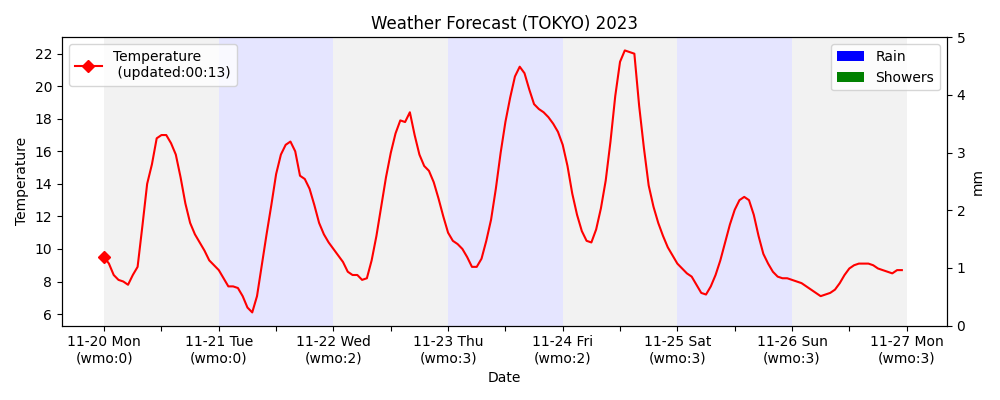 Weather Forecast (TOKYO) 2023
Temperature
(updated:00:13)
Rain
Showers
Temperature
22
20
18
16
14
12
10
8
6
5
4
3
2
1
0
mm
11-20 Mon
(wmo:0)
11-21 Tue
(wmo:0)
11-22 Wed
(wmo:2)
11-23 Thu
(wmo:3)
11-24 Fri
(wmo:2)
11-25 Sat
(wmo:3)
11-26 Sun
(wmo:3)
11-27 Mon
(wmo:3)
Date